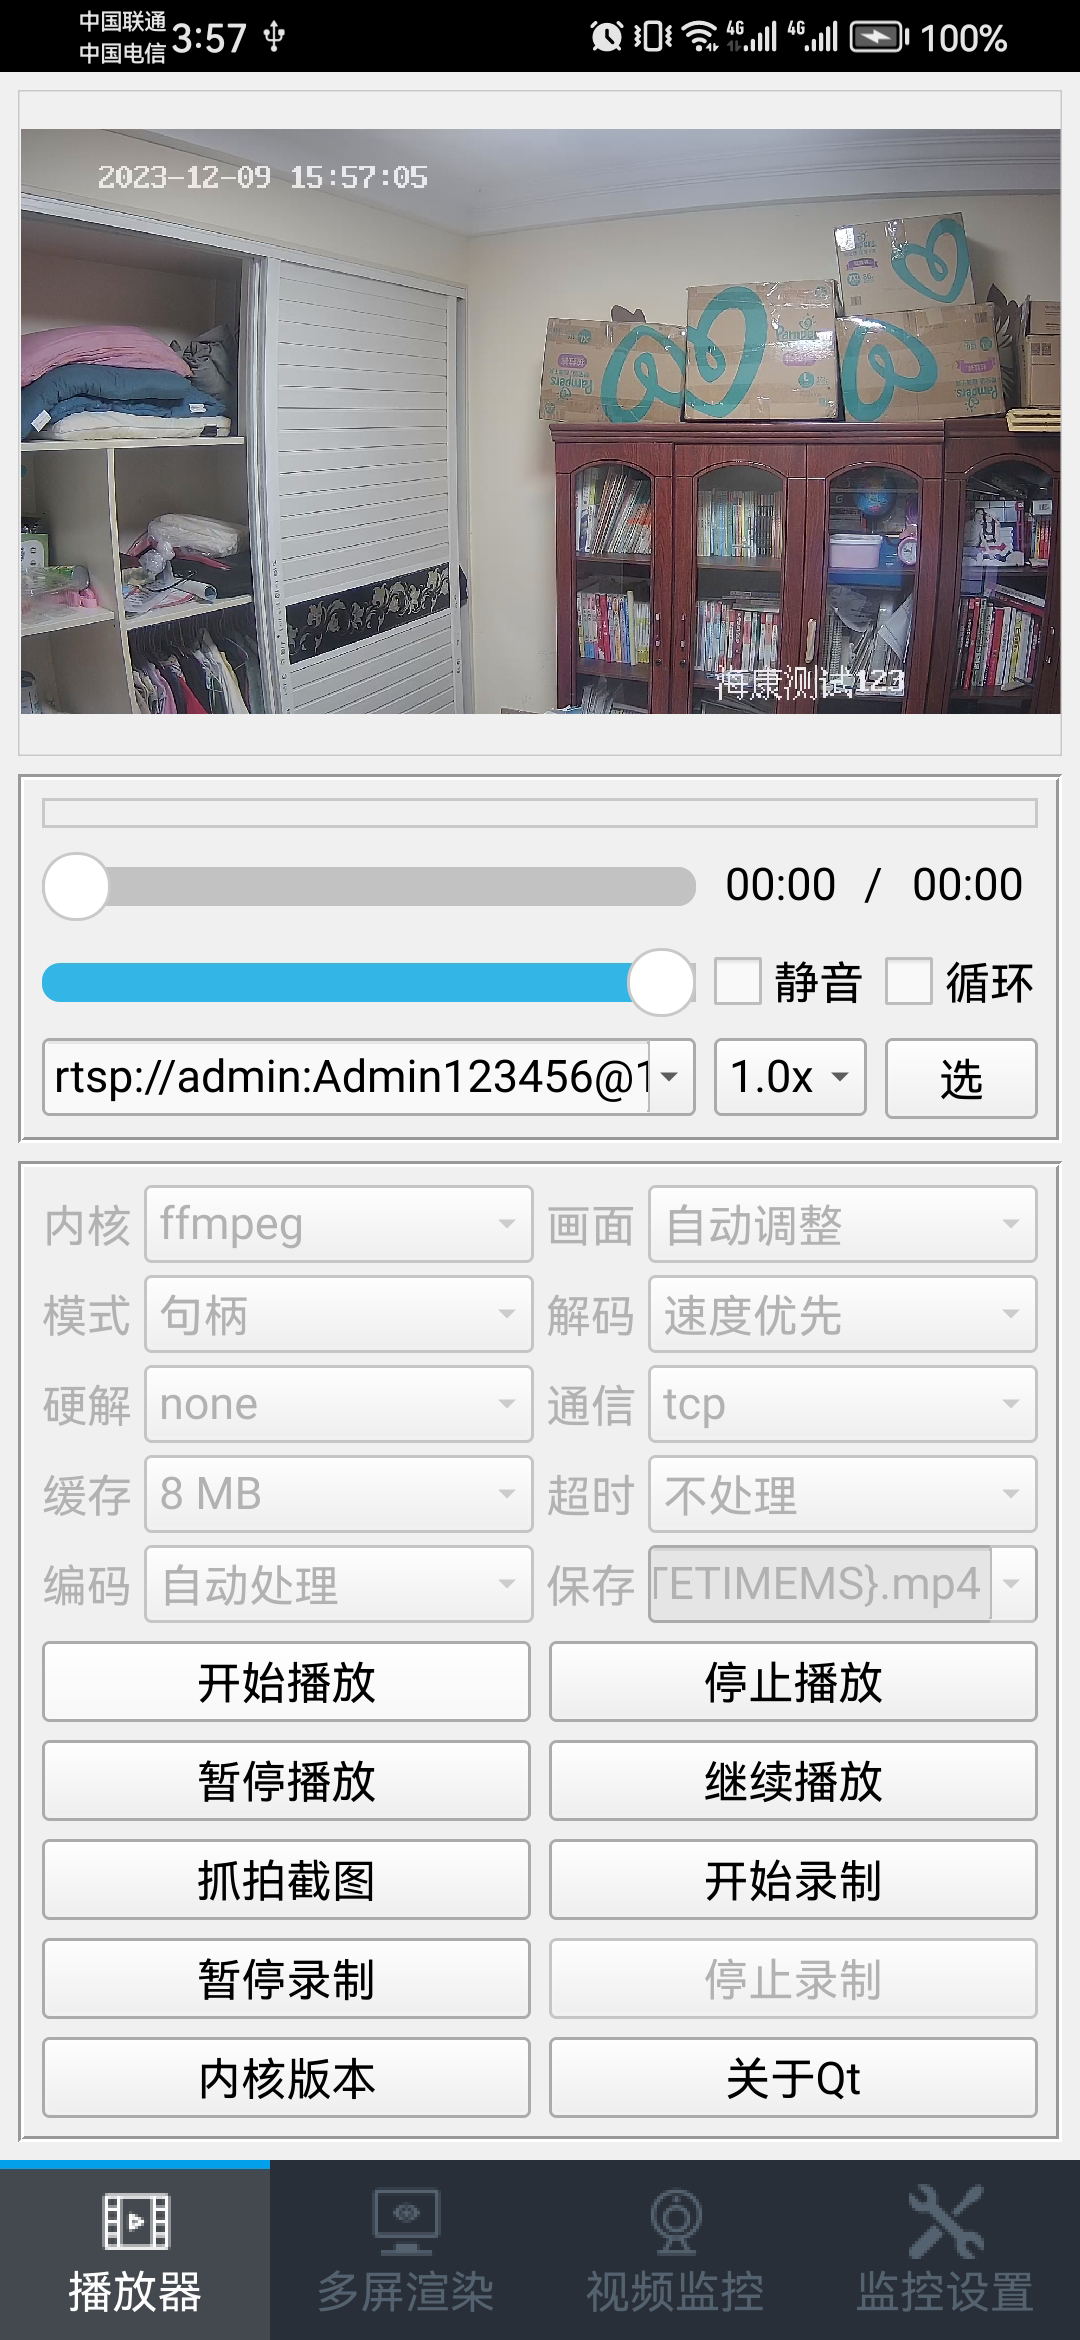 中国联通
中国电信
3:57
4G
4G
100%
2023-12-09 15:57:05
Pampers
Pampers
Pampers
海康测试123
00:00 / 00:00
静音 循环
rtsp://admin:Admin123456@1
1.0x
选
内核 ffmpeg 画面 自动调整
模式 句柄 解码 速度优先
硬解 none 通信 tcp
缓存 8 MB 超时 不处理
编码 自动处理 保存 TETIMEMS}.mp4
开始播放 停止播放
暂停播放 继续播放
抓拍截图 开始录制
暂停录制 停止录制
内核版本 关于Qt
播放器 多屏渲染 视频监控 监控设置